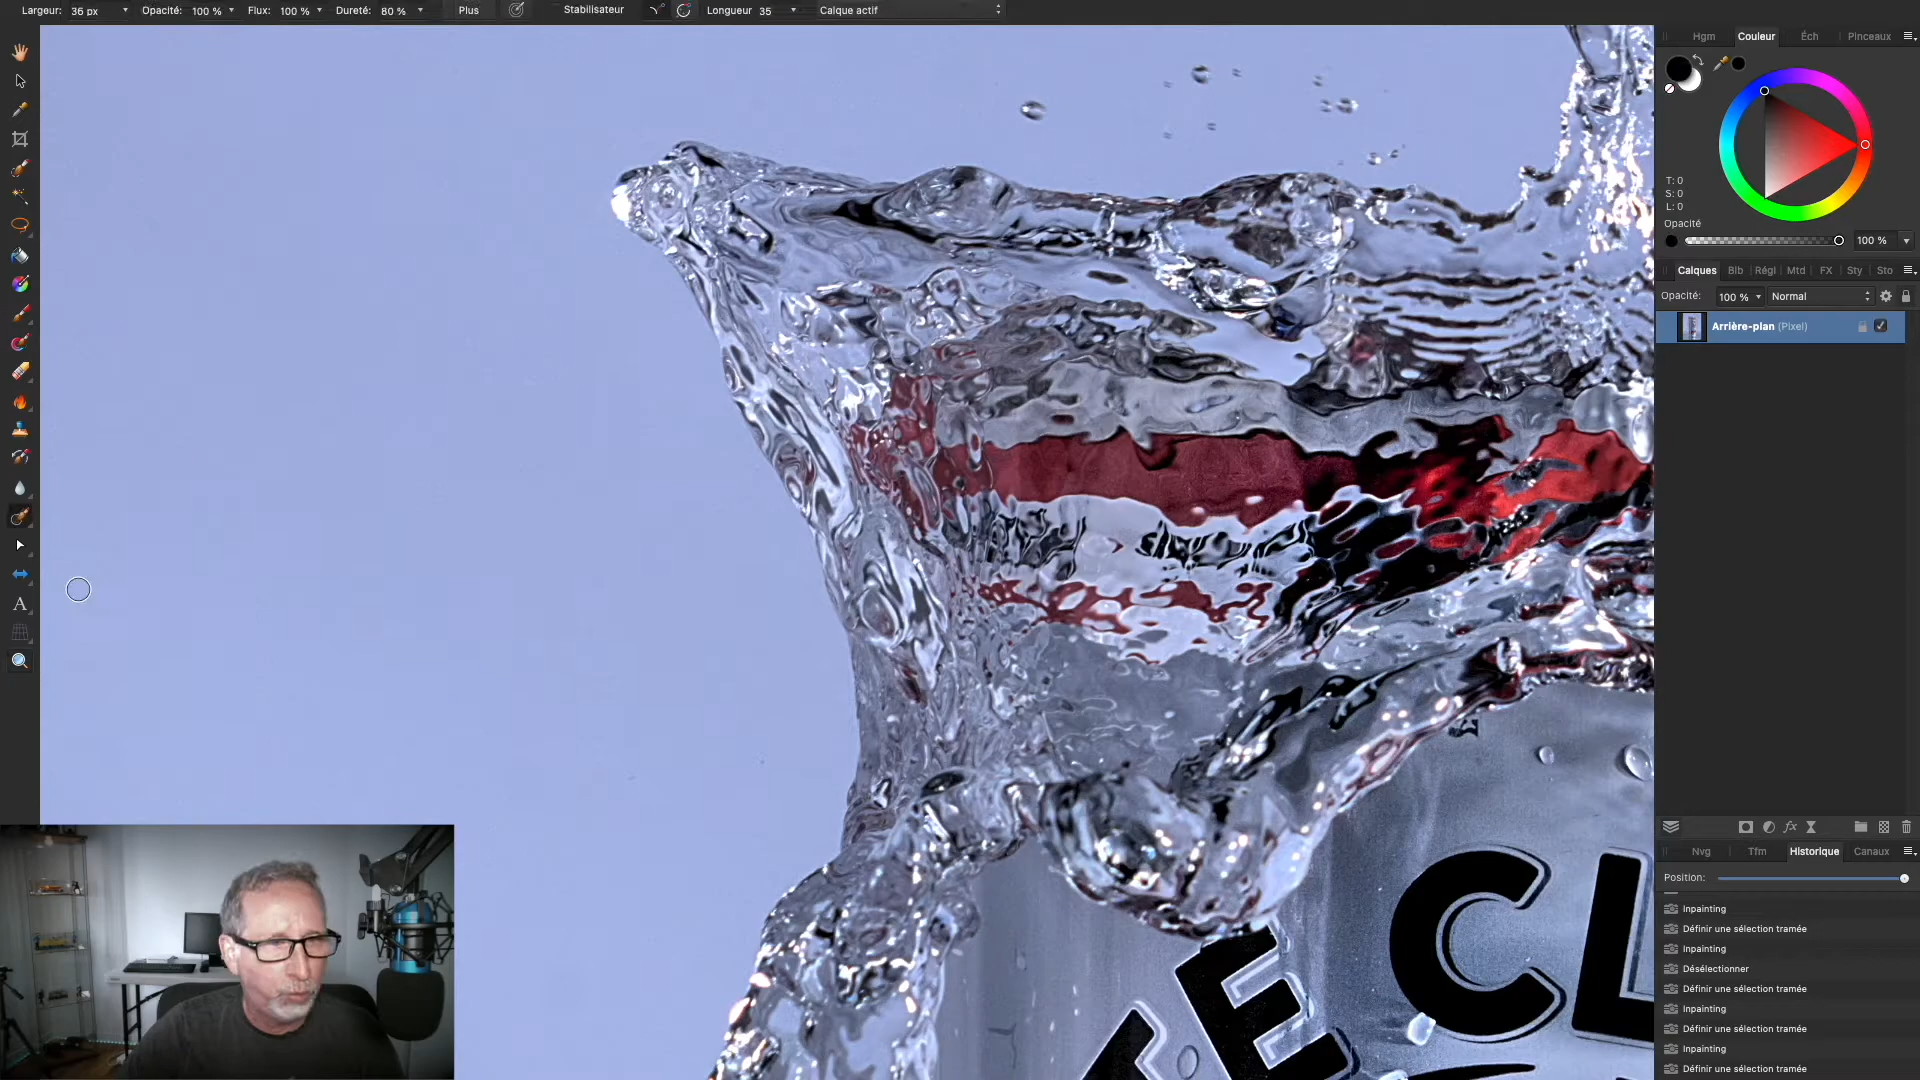 Largeur: 36 px Opacité: 100 % Flux: 100 % Dureté: 80 % Plus Stabilisateur Longueur 35 Calque actif
Hgm Couleur Éch Pinceaux
T: 0
S: 0
L: 0
Opacité
100 %
Calques Bib Régl Mtd FX Sty Sto
Opacité: 100 % Normal
Arrière-plan (Pixel)
A
fx
Nvg Tfm Historique Canaux
Position:
Inpainting
Définir une sélection tramée
Inpainting
Désélectionner
Définir une sélection tramée
Inpainting
Définir une sélection tramée
Inpainting
Définir une sélection tramée
E CL